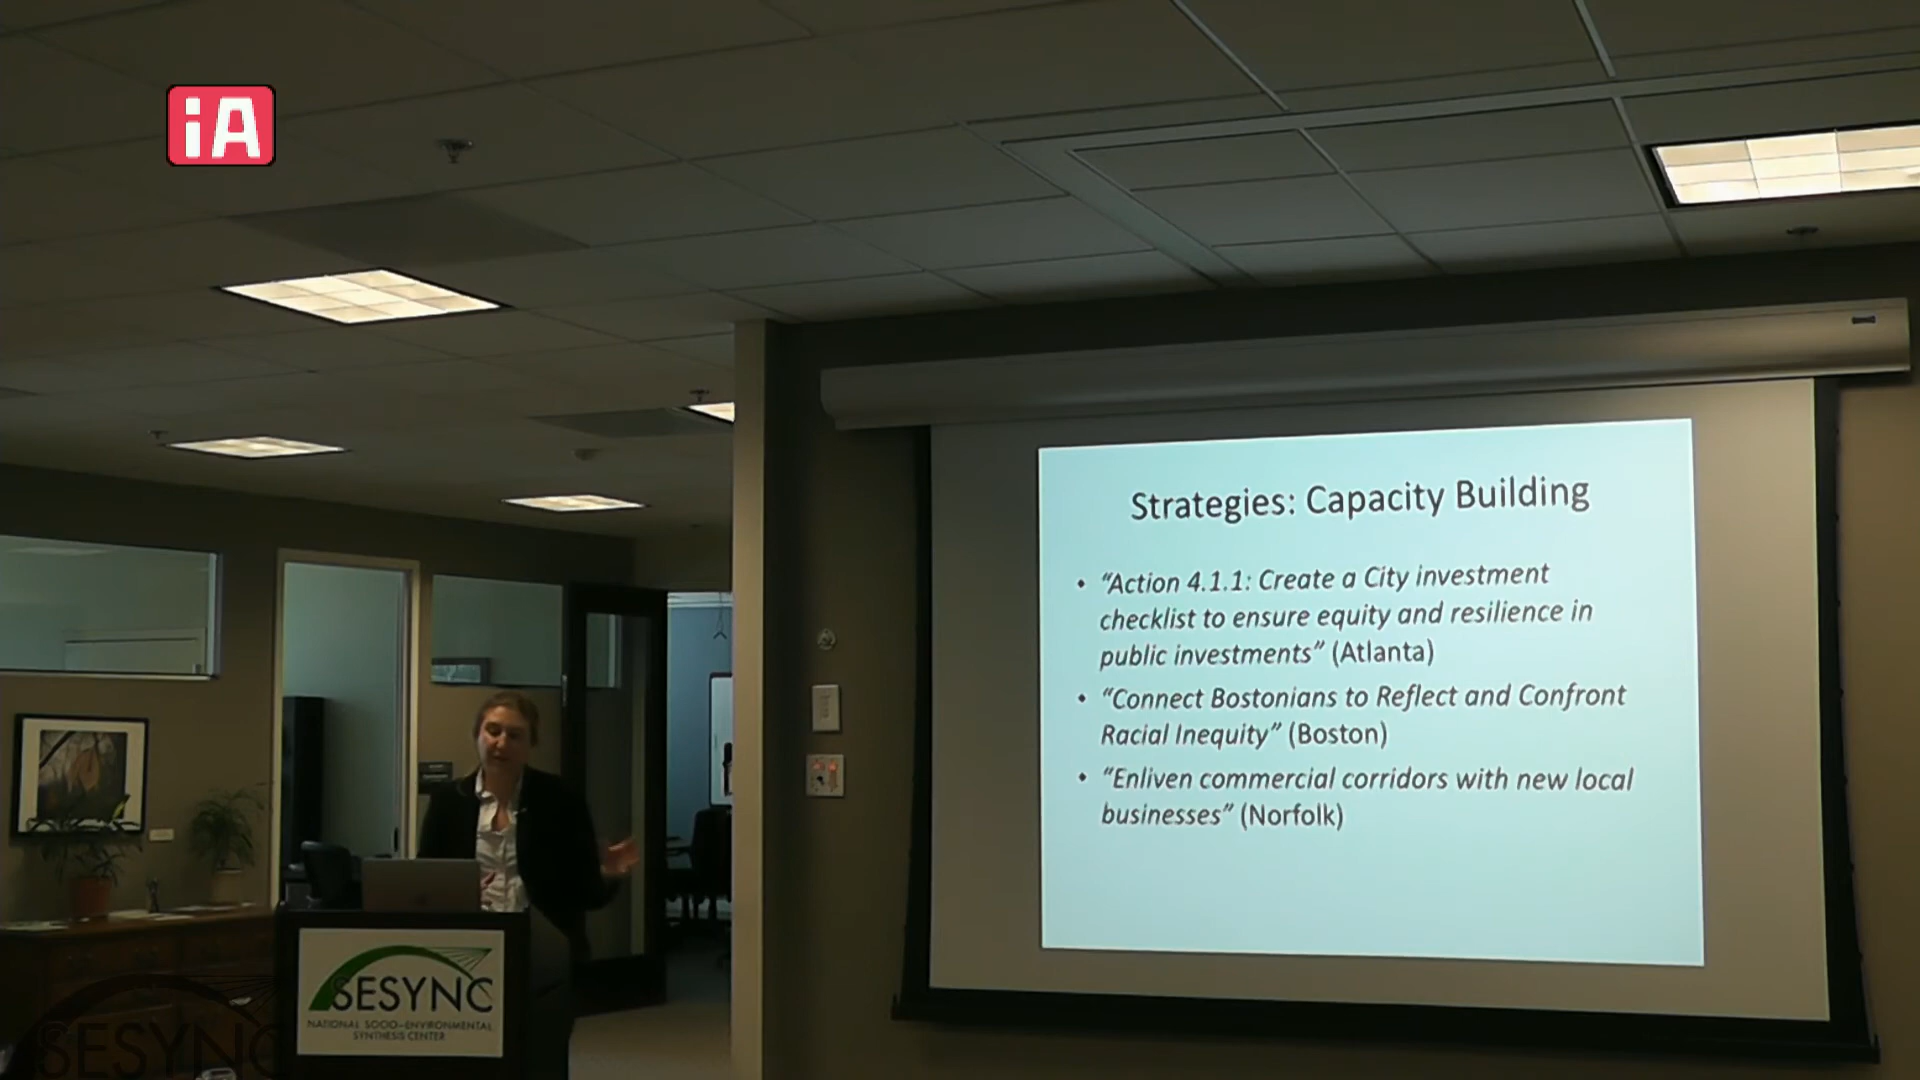 iA
Strategies: Capacity Building
• “Action 4.1.1: Create a City investment
checklist to ensure equity and resilience in
public investments” (Atlanta)
• “Connect Bostonians to Reflect and Confront
Racial Inequity” (Boston)
• “Enliven commercial corridors with new local
businesses” (Norfolk)
SESYNC
NATIONAL SOCIO-ENVIRONMENTAL
SYNTHESIS CENTER
SESYNC